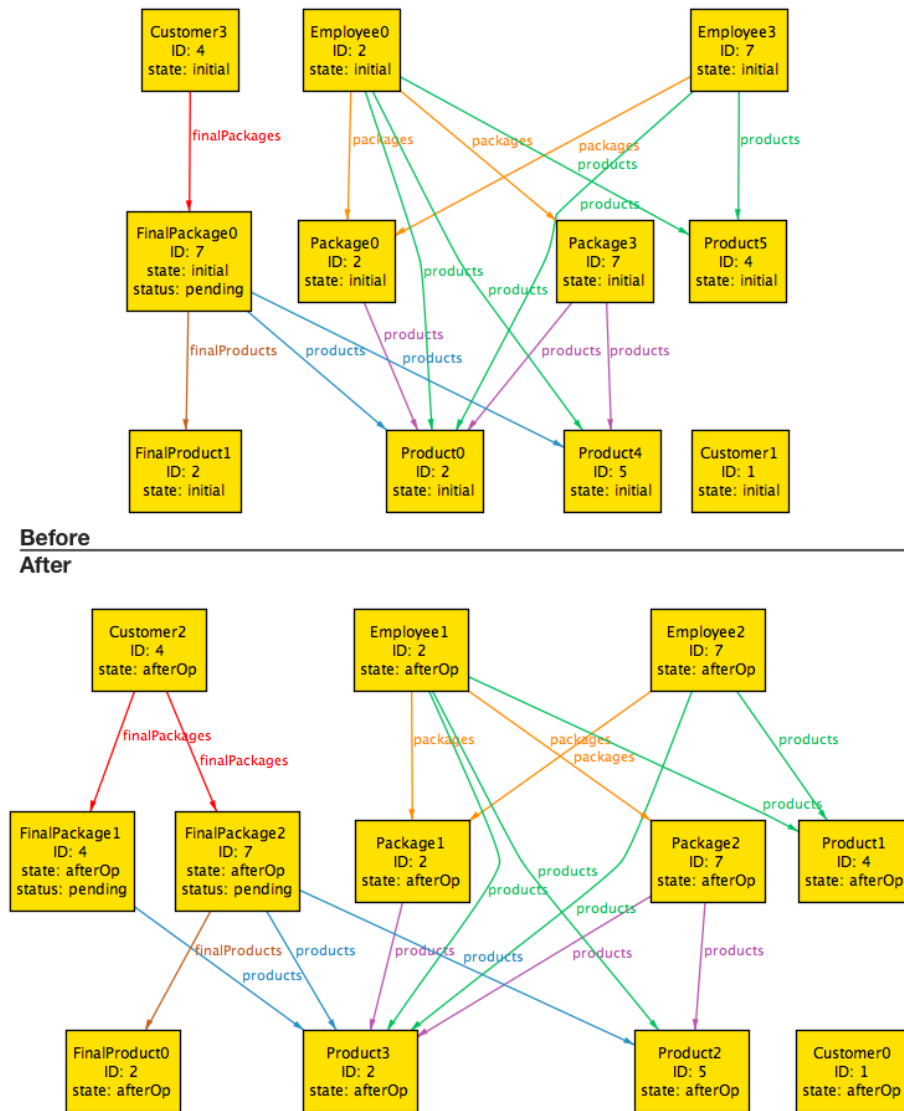 Customer3
ID: 4
state: initial
Employee0
ID: 2
state: initial
Employee3
ID: 7
state: initial
finalPackages
packages
packages
packages
products
products
products
FinalPackage0
ID: 7
state: initial
status: pending
Package0
ID: 2
state: initial
Package3
ID: 7
state: initial
Product5
ID: 4
state: initial
products
products
finalProducts
products
products
products
products
products
FinalProduct1
ID: 2
state: initial
Product0
ID: 2
state: initial
Product4
ID: 5
state: initial
Customer1
ID: 1
state: initial
Before
After
Customer2
ID: 4
state: afterOp
Employee1
ID: 2
state: afterOp
Employee2
ID: 7
state: afterOp
finalPackages
finalPackages
packages
packages
packages
products
products
FinalPackage1
ID: 4
state: afterOp
status: pending
FinalPackage2
ID: 7
state: afterOp
status: pending
Package1
ID: 2
state: afterOp
Package2
ID: 7
state: afterOp
Product1
ID: 4
state: afterOp
products
products
products
finalProducts
products
products
products
products
products
products
FinalProduct0
ID: 2
state: afterOp
Product3
ID: 2
state: afterOp
Product2
ID: 5
state: afterOp
Customer0
ID: 1
state: afterOp